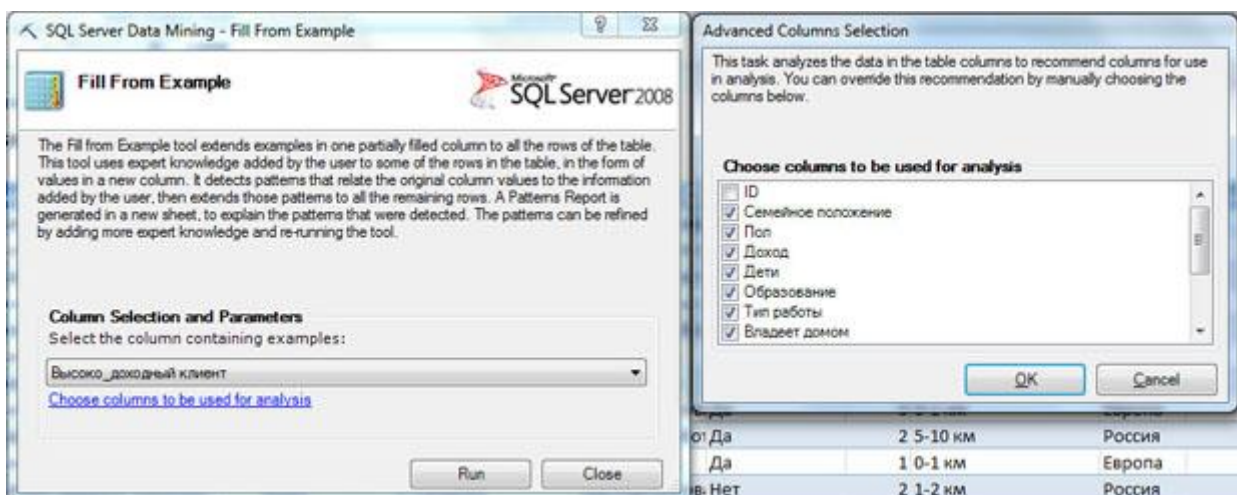 SQL Server Data Mining - Fill From Example
Fill From Example
Microsoft
SQL Server 2008
The Fill from Example tool extends examples in one partially filled column to all the rows of the table.
This tool uses expert knowledge added by the user to some of the rows in the table, in the form of
values in a new column. It detects patterns that relate the original column values to the information
added by the user, then extends those patterns to all the remaining rows. A Patterns Report is
generated in a new sheet, to explain the patterns that were detected. The patterns can be refined
by adding more expert knowledge and re-running the tool.
Column Selection and Parameters
Select the column containing examples:
Высоко_доходный клиент
Choose columns to be used for analysis
Run Close
Advanced Columns Selection
This task analyzes the data in the table columns to recommend columns for use
in analysis. You can override this recommendation by manually choosing the
columns below.
Choose columns to be used for analysis
ID
Семейное положение
Пол
Доход
Дети
Образование
Тип работы
Владеет домом
OK Cancel
Да 2 5-10 км Россия
Да 1 0-1 км Европа
Нет 2 1-2 км Россия